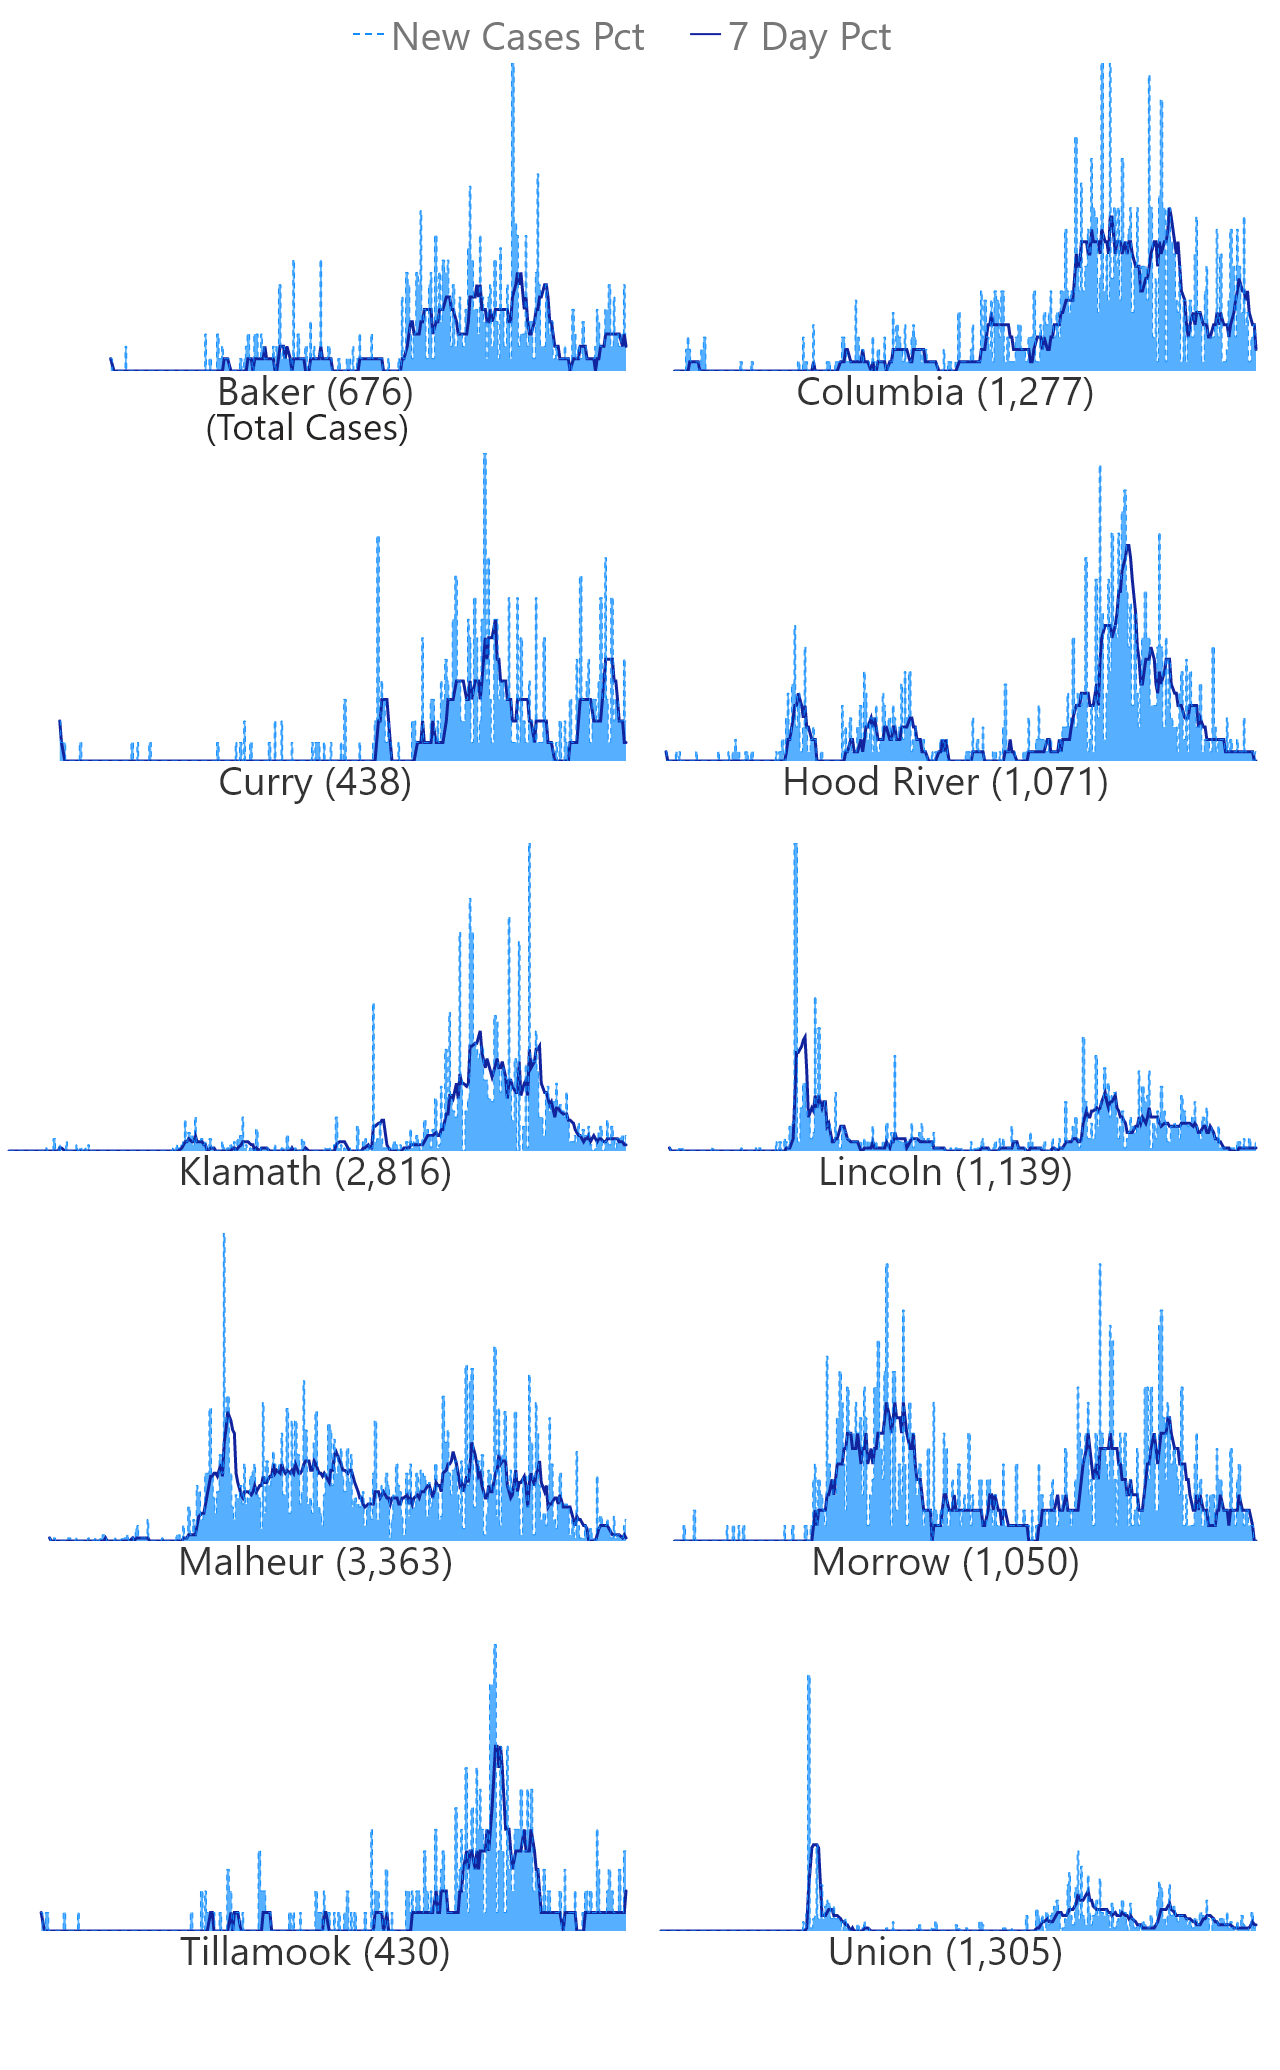 New Cases Pct 7 Day Pct
Baker (676) Columbia (1,277)
(Total Cases)
Curry (438) Hood River (1,071)
Klamath (2,816) Lincoln (1,139)
Malheur (3,363) Morrow (1,050)
Tillamook (430) Union (1,305)